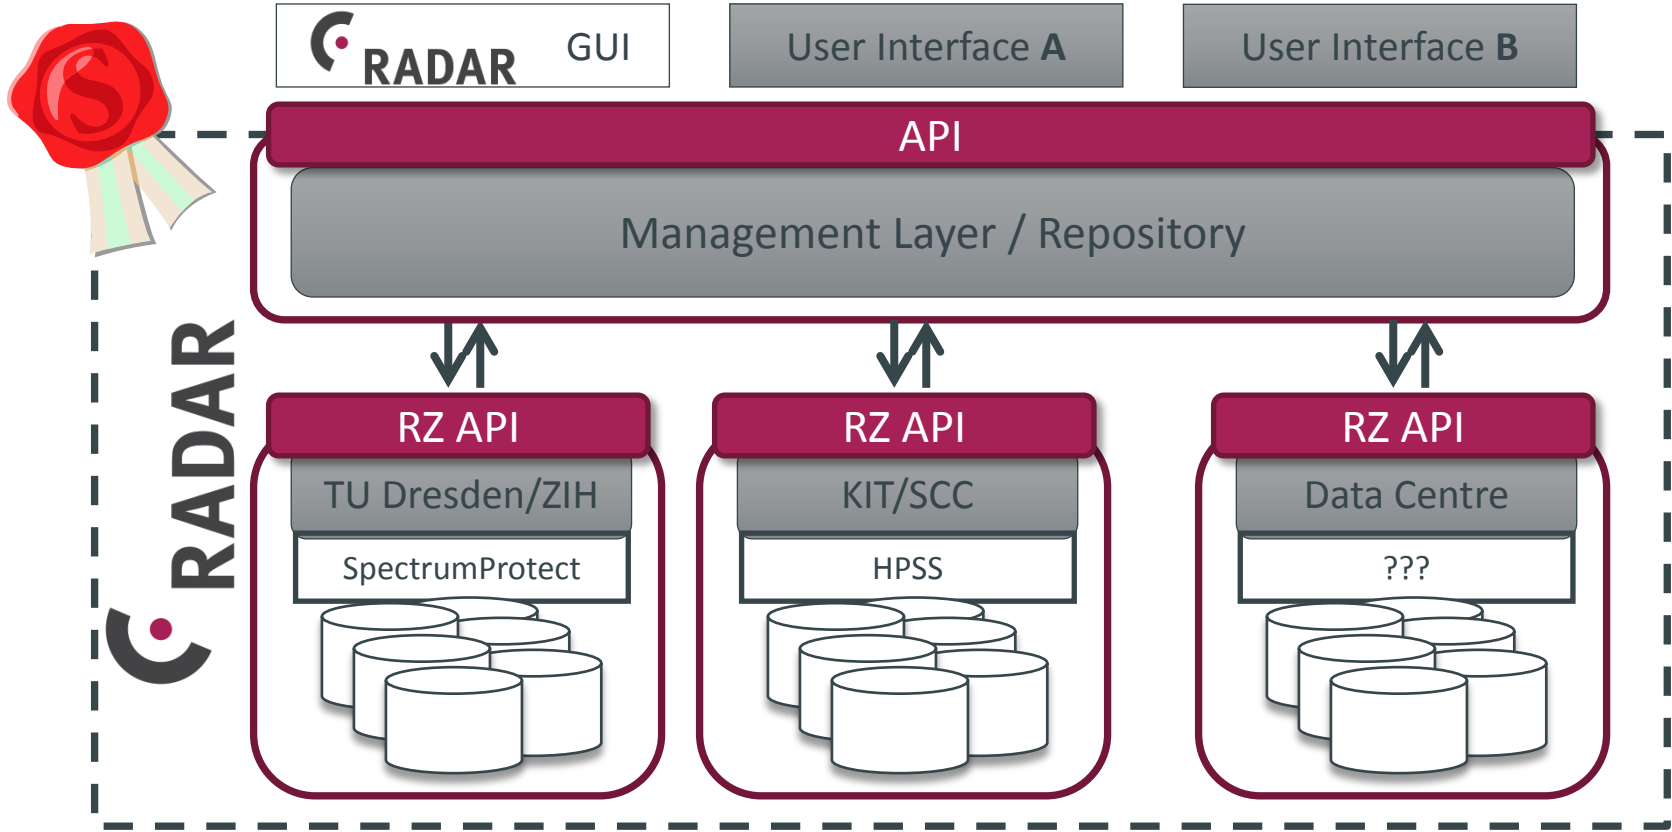 RADAR GUI
User Interface A
User Interface B
S
API
Management Layer / Repository
RADAR
RZ API
TU Dresden/ZIH
SpectrumProtect
RZ API
KIT/SCC
HPSS
RZ API
Data Centre
???